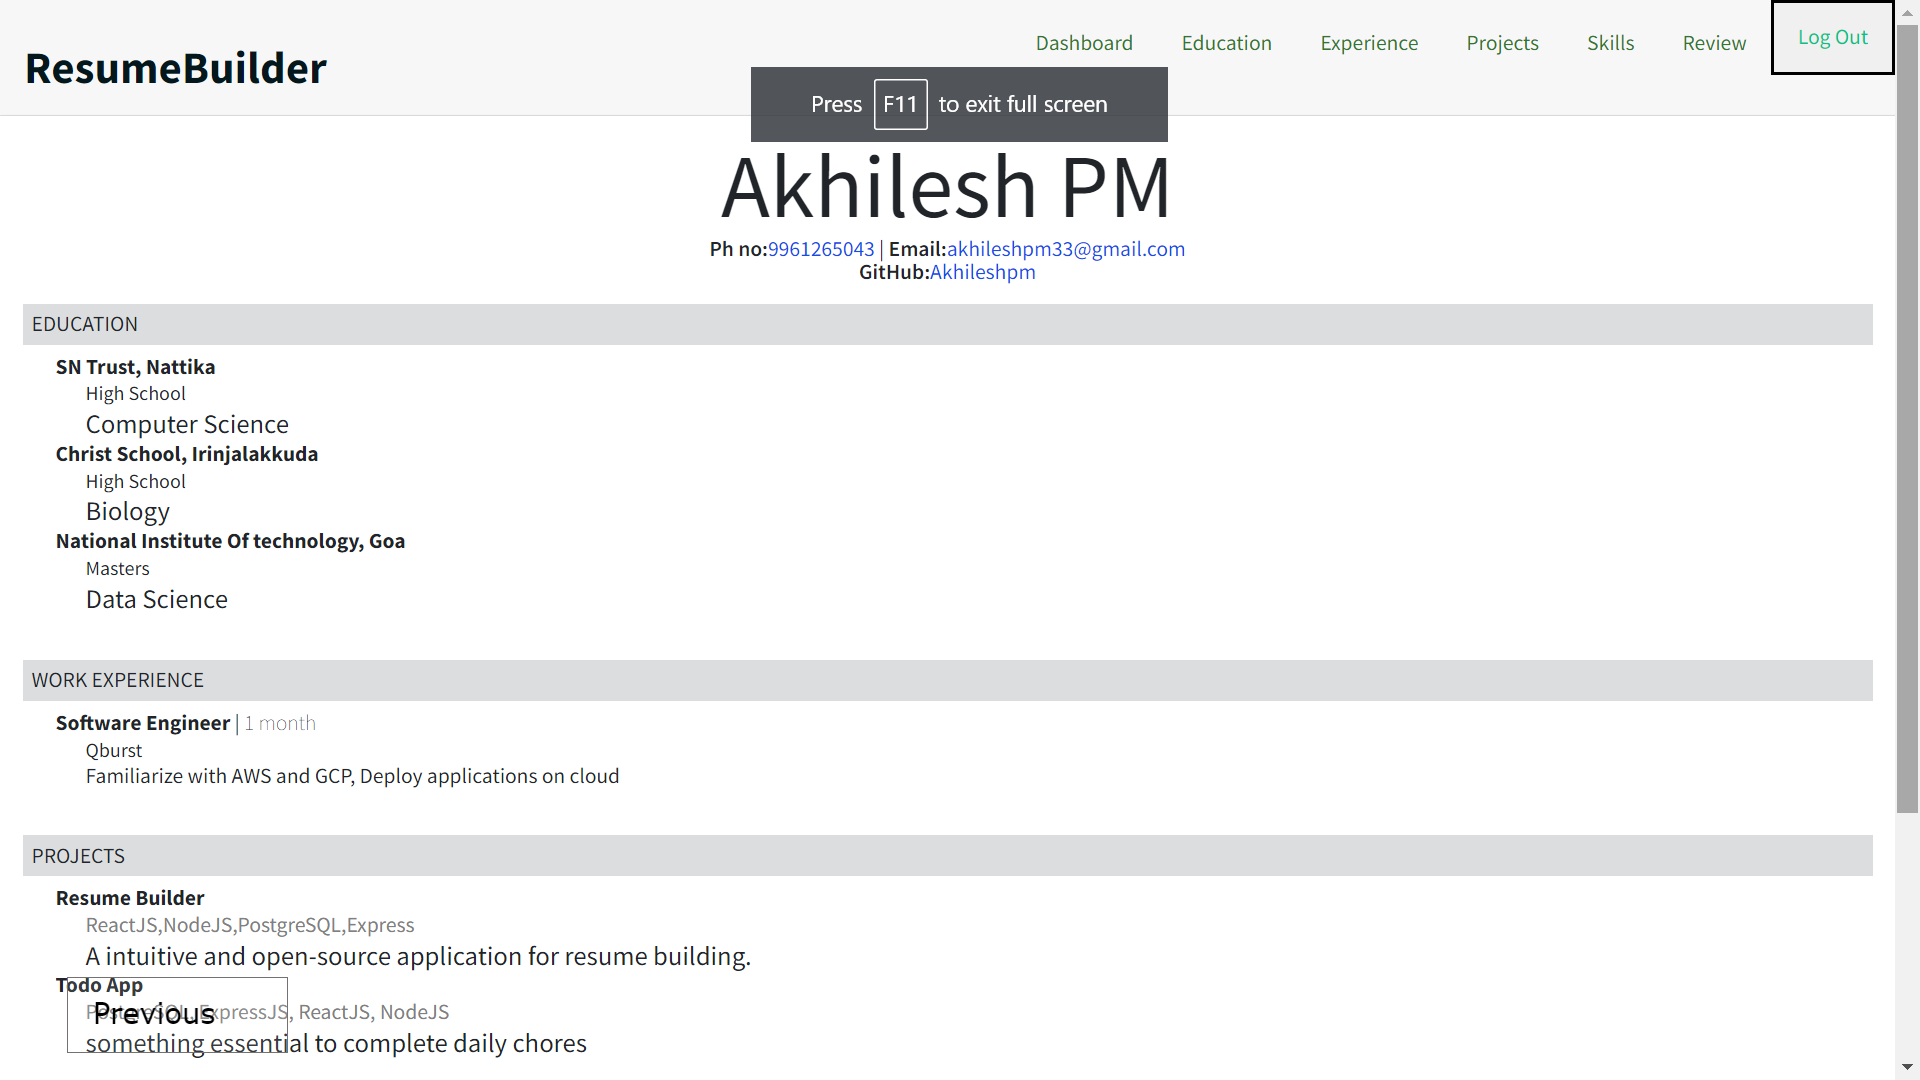 ResumeBuilder
Dashboard Education Experience Projects Skills Review Log Out
Press F11 to exit full screen
Akhilesh PM
Ph no:9961265043 | Email:akhileshpm33@gmail.com
GitHub:Akhileshpm
EDUCATION
SN Trust, Nattika
High School
Computer Science
Christ School, Irinjalakkuda
High School
Biology
National Institute Of technology, Goa
Masters
Data Science
WORK EXPERIENCE
Software Engineer | 1 month
Qburst
Familiarize with AWS and GCP, Deploy applications on cloud
PROJECTS
Resume Builder
ReactJS,NodeJS,PostgreSQL,Express
A intuitive and open-source application for resume building.
Todo App
PostgreSQL, ExpressJS, ReactJS, NodeJS
Previous
something essential to complete daily chores